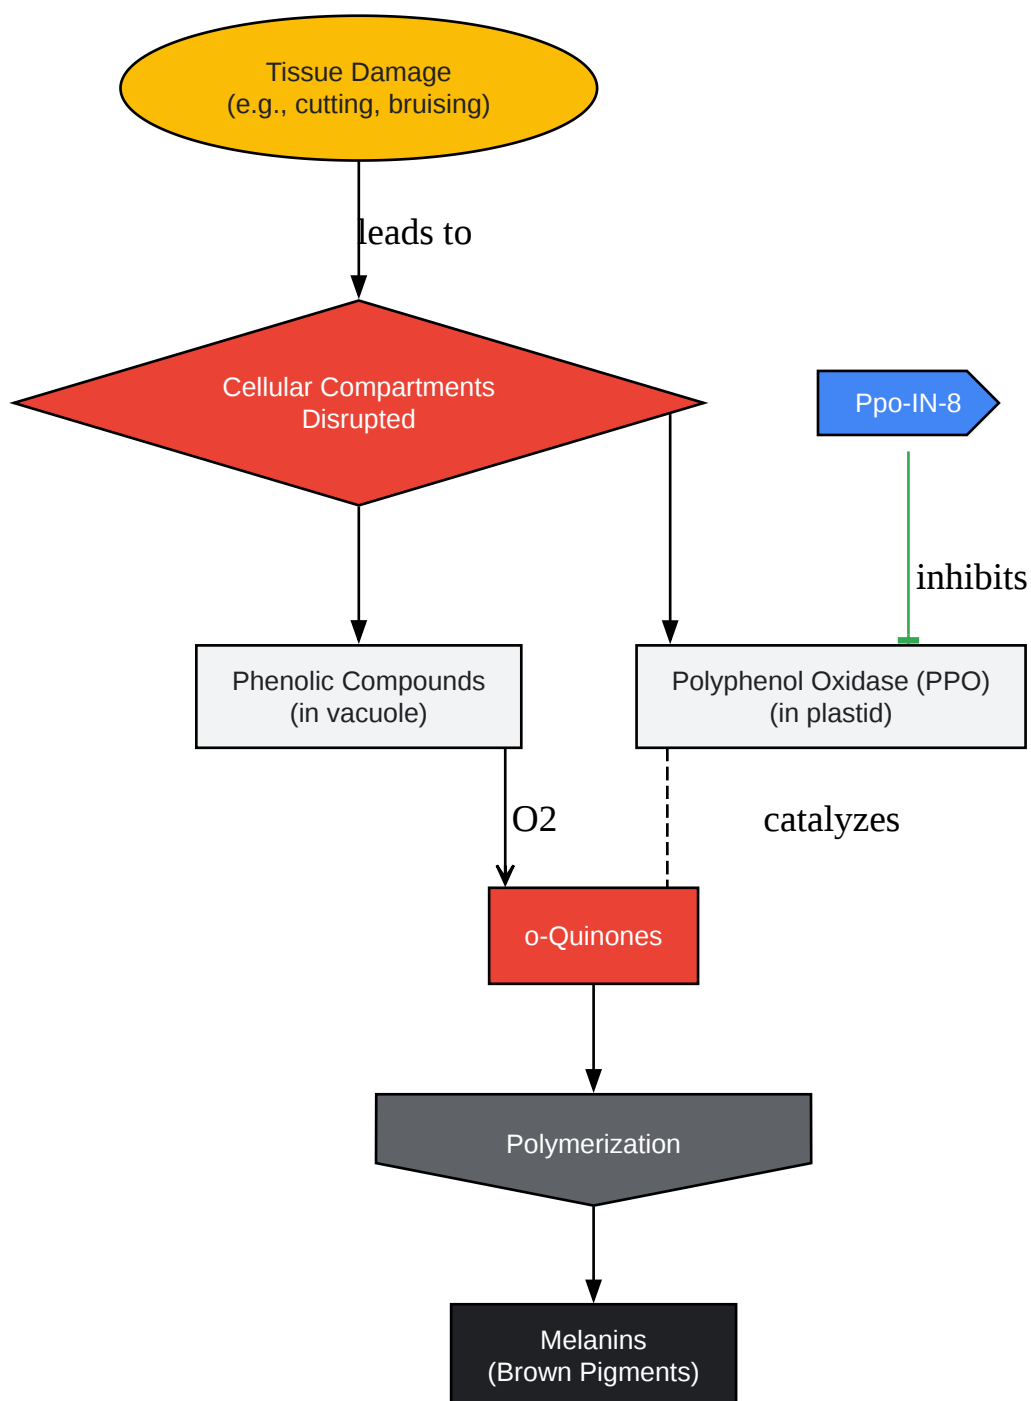 Tissue Damage
(e.g., cutting, bruising)
leads to
Cellular Compartments
Disrupted
Ppo-IN-8
inhibits
Phenolic Compounds
(in vacuole)
Polyphenol Oxidase (PPO)
(in plastid)
O2
catalyzes
o-Quinones
Polymerization
Melanins
(Brown Pigments)